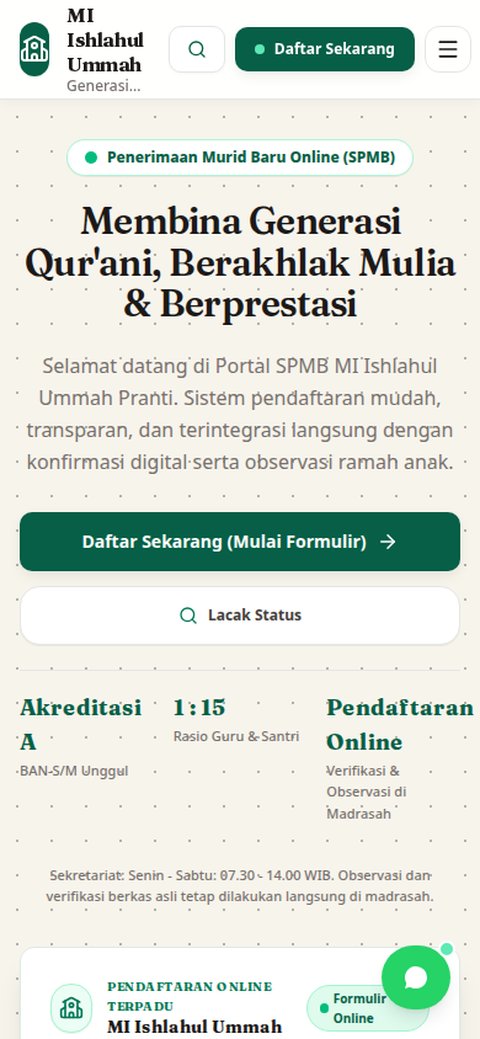 MI
Ishlahul
Ummah
Generasi...
Daftar Sekarang
Penerimaan Murid Baru Online (SPMB)
Membina Generasi
Qur'ani, Berakhlak Mulia
& Berprestasi
Selamat datang di Portal SPMB MI Ishlahul
Ummah Pranti. Sistem pendaftaran mudah,
transparan, dan terintegrasi langsung dengan
konfirmasi digital serta observasi ramah anak.
Daftar Sekarang (Mulai Formulir)
Lacak Status
Akreditasi
A
BAN-S/M Unggul
1 : 15
Rasio Guru & Santri
Pendaftaran
Online
Verifikasi &
Observasi di
Madrasah
Sekretariat: Senin - Sabtu: 07.30 - 14.00 WIB. Observasi dan
verifikasi berkas asli tetap dilakukan langsung di madrasah.
PENDAFTARAN ONLINE
TERPADU
MI Ishlahul Ummah
Formulir
Online